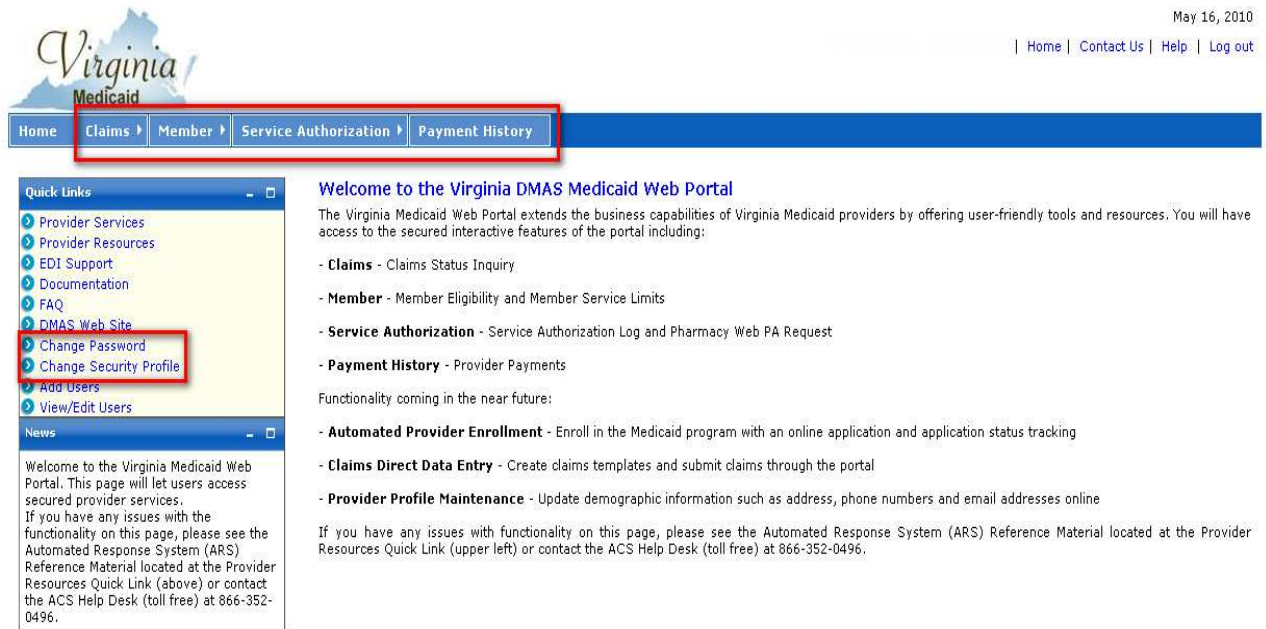 May 16, 2010
| Home | Contact Us | Help | Log out
Virginia
Medicaid
Home Claims Member Service Authorization Payment History
Quick Links
Provider Services
Provider Resources
EDI Support
Documentation
FAQ
DMAS Web Site
Change Password
Change Security Profile
Add Users
View/Edit Users
News
Welcome to the Virginia Medicaid Web
Portal. This page will let users access
secured provider services.
If you have any issues with the
functionality on this page, please see the
Automated Response System (ARS)
Reference Material located at the Provider
Resources Quick Link (above) or contact
the ACS Help Desk (toll free) at 866-352-
0496.
Welcome to the Virginia DMAS Medicaid Web Portal
The Virginia Medicaid Web Portal extends the business capabilities of Virginia Medicaid providers by offering user-friendly tools and resources. You will have
access to the secured interactive features of the portal including:
- Claims - Claims Status Inquiry
- Member - Member Eligibility and Member Service Limits
- Service Authorization - Service Authorization Log and Pharmacy Web PA Request
- Payment History - Provider Payments
Functionality coming in the near future:
- Automated Provider Enrollment - Enroll in the Medicaid program with an online application and application status tracking
- Claims Direct Data Entry - Create claims templates and submit claims through the portal
- Provider Profile Maintenance - Update demographic information such as address, phone numbers and email addresses online
If you have any issues with functionality on this page, please see the Automated Response System (ARS) Reference Material located at the Provider
Resources Quick Link (upper left) or contact the ACS Help Desk (toll free) at 866-352-0496.